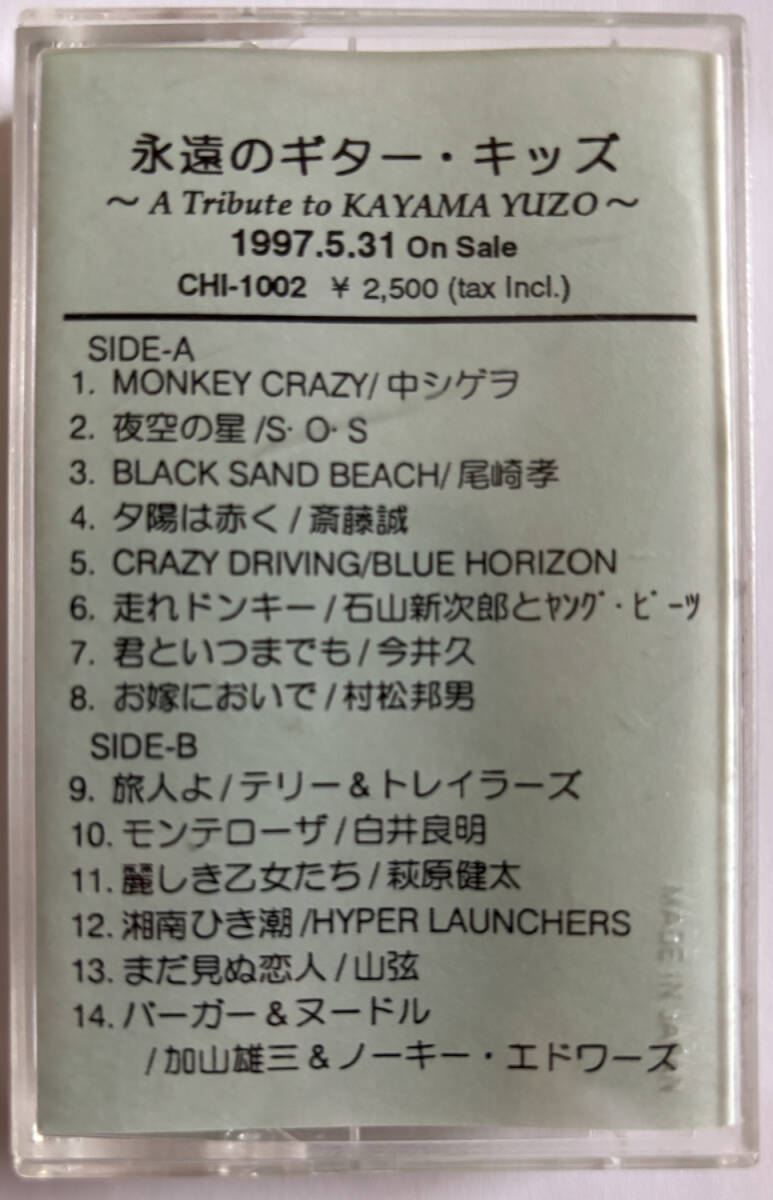 永遠のギター・キッズ
～A Tribute to KAYAMA YUZO～
1997.5.31 On Sale
CHI-1002 ¥ 2,500 (tax Incl.)
SIDE-A
1. MONKEY CRAZY/中シゲヲ
2. 夜空の星/S・O・S
3. BLACK SAND BEACH/尾崎孝
4. 夕陽は赤く/斎藤誠
5. CRAZY DRIVING/BLUE HORIZON
6. 走れドンキー/石山新次郎とﾔﾝｸﾞ・ﾋﾞｰﾂ
7. 君といつまでも/今井久
8. お嫁においで/村松邦男
SIDE-B
9. 旅人よ/テリー＆トレイラーズ
10. モンテローザ/白井良明
11. 麗しき乙女たち/萩原健太
12. 湘南ひき潮/HYPER LAUNCHERS
13. まだ見ぬ恋人/山弦
14. バーガー＆ヌードル
/加山雄三＆ノーキー・エドワーズ
MADE IN JAPAN